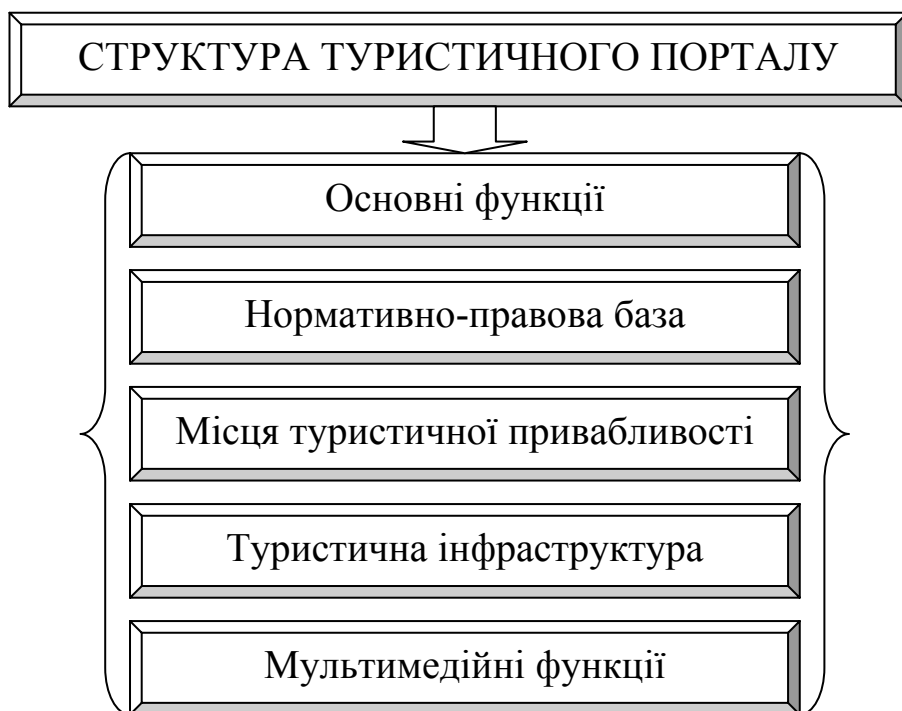 СТРУКТУРА ТУРИСТИЧНОГО ПОРТАЛУ
Основні функції
Нормативно-правова база
Місця туристичної привабливості
Туристична інфраструктура
Мультимедійні функції